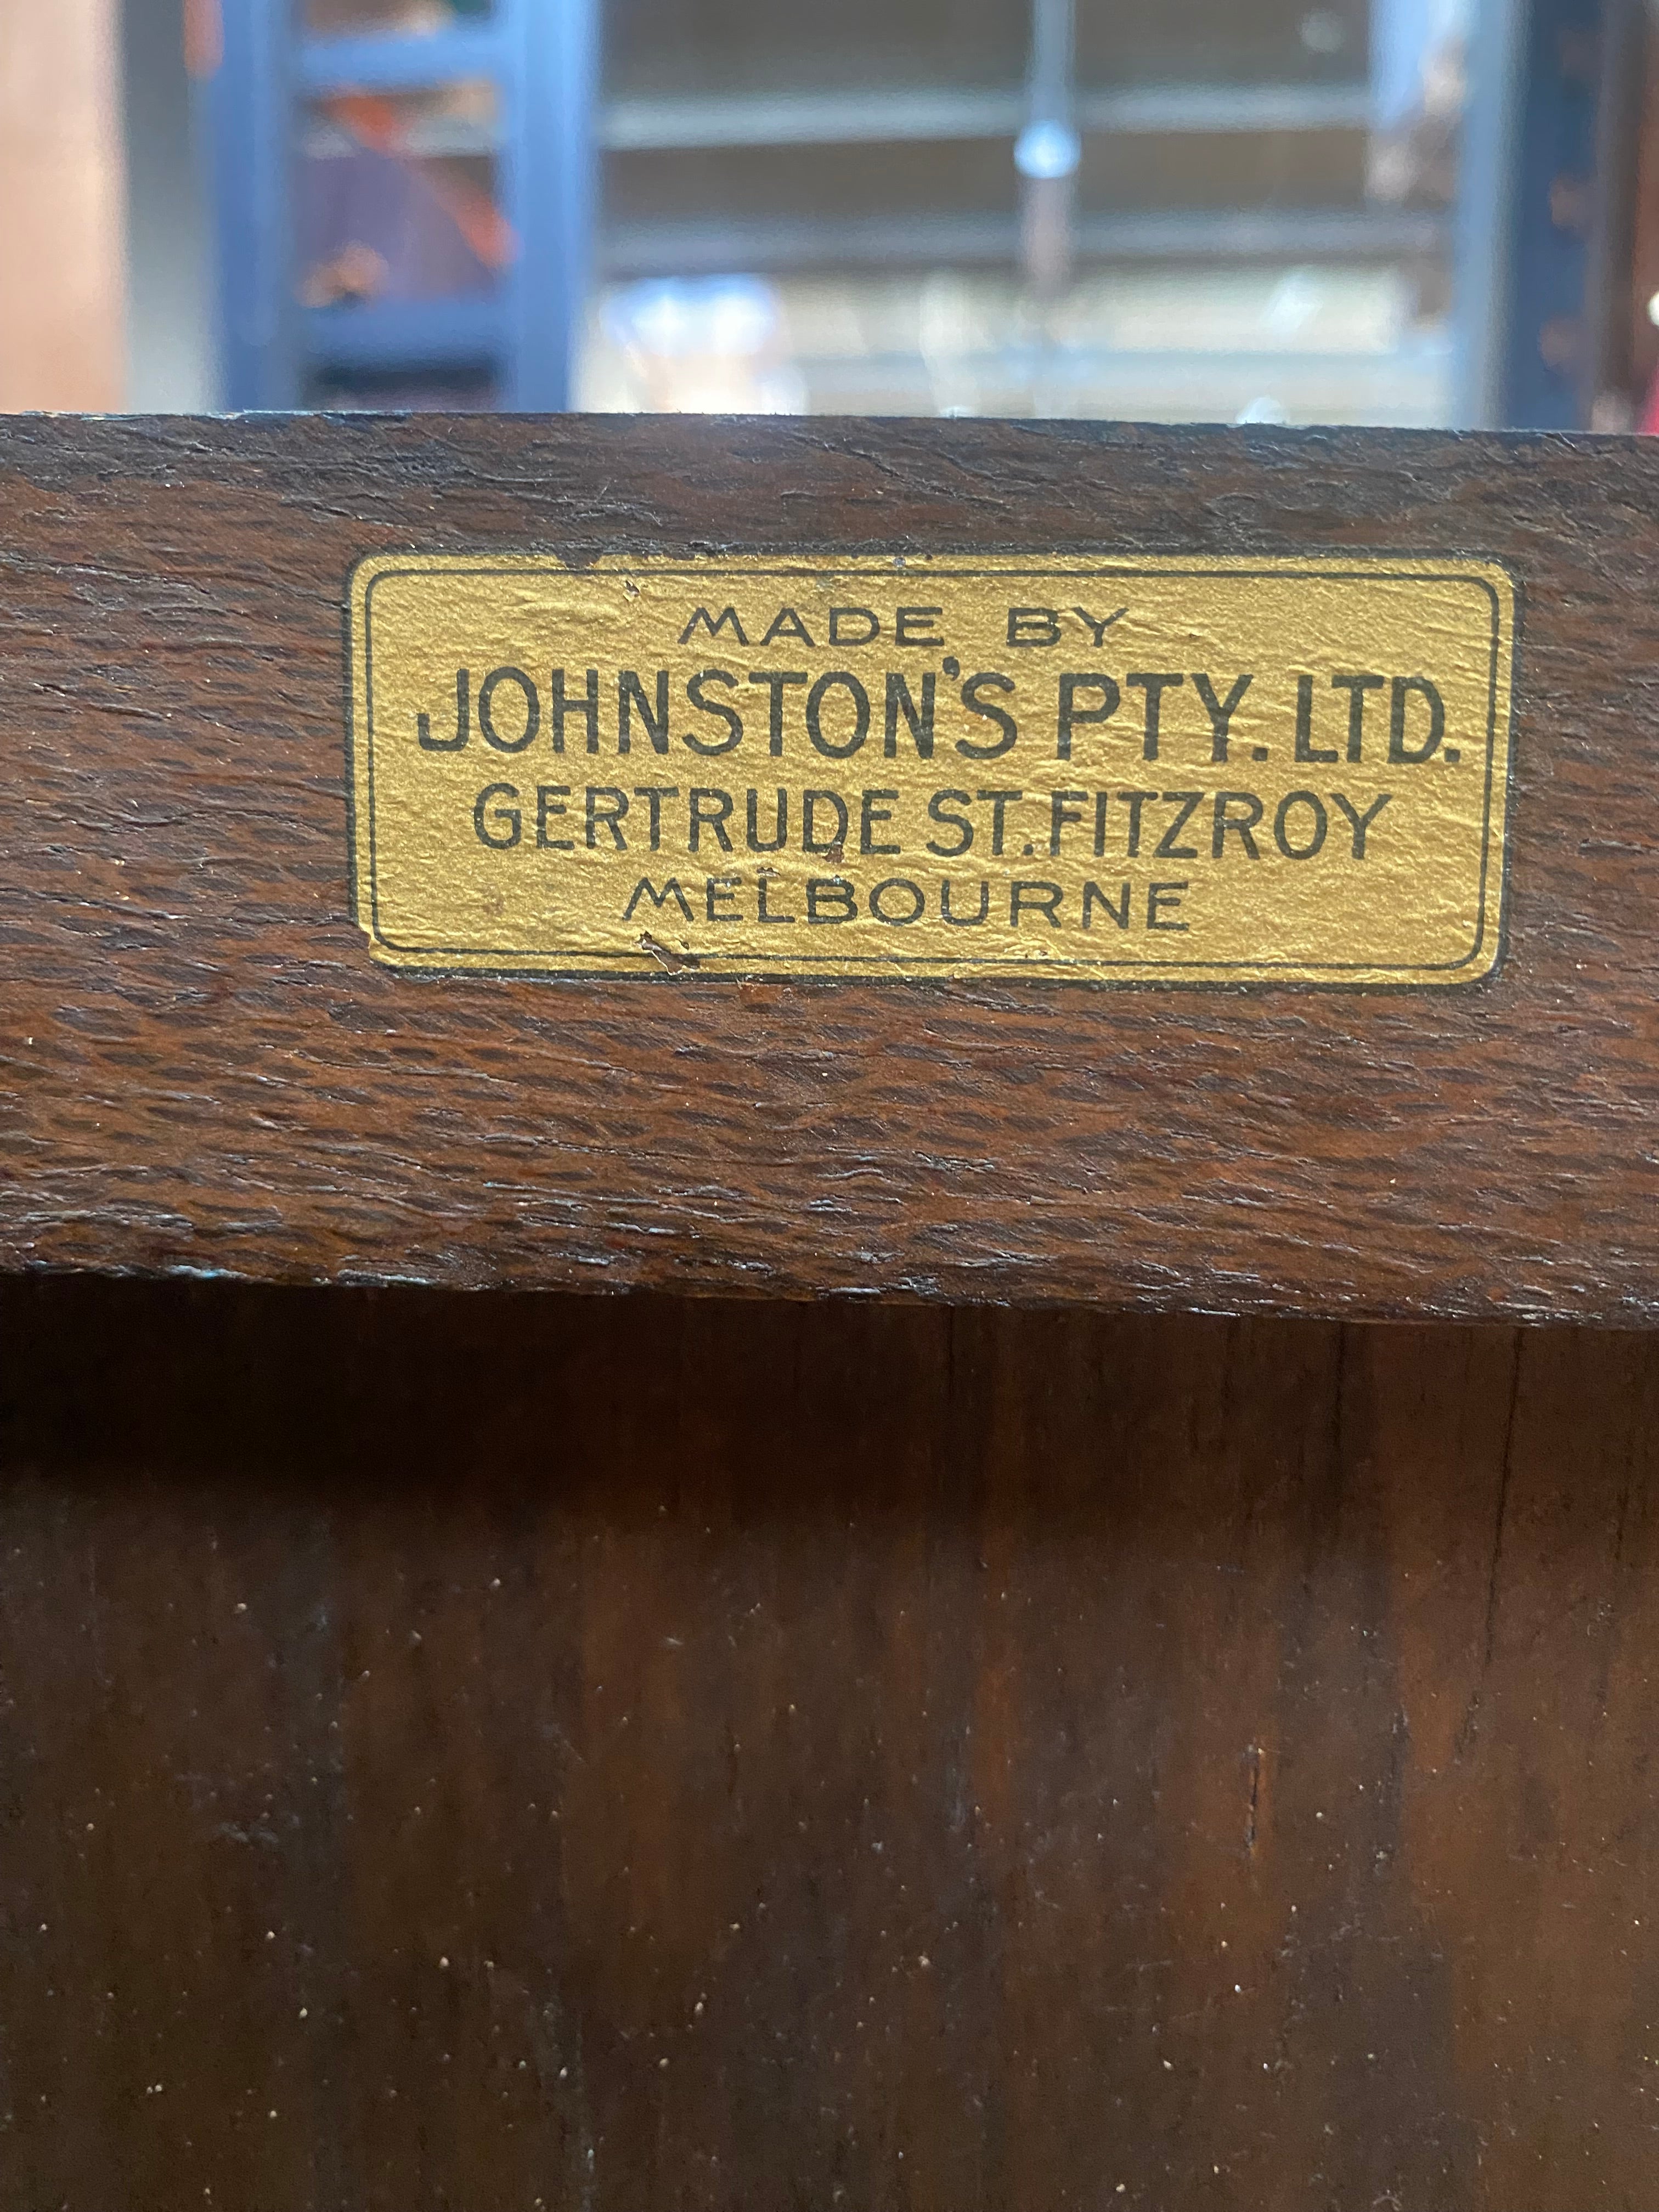 MADE BY
JOHNSTON'S PTY. LTD.
GERTRUDE ST. FITZROY
MELBOURNE